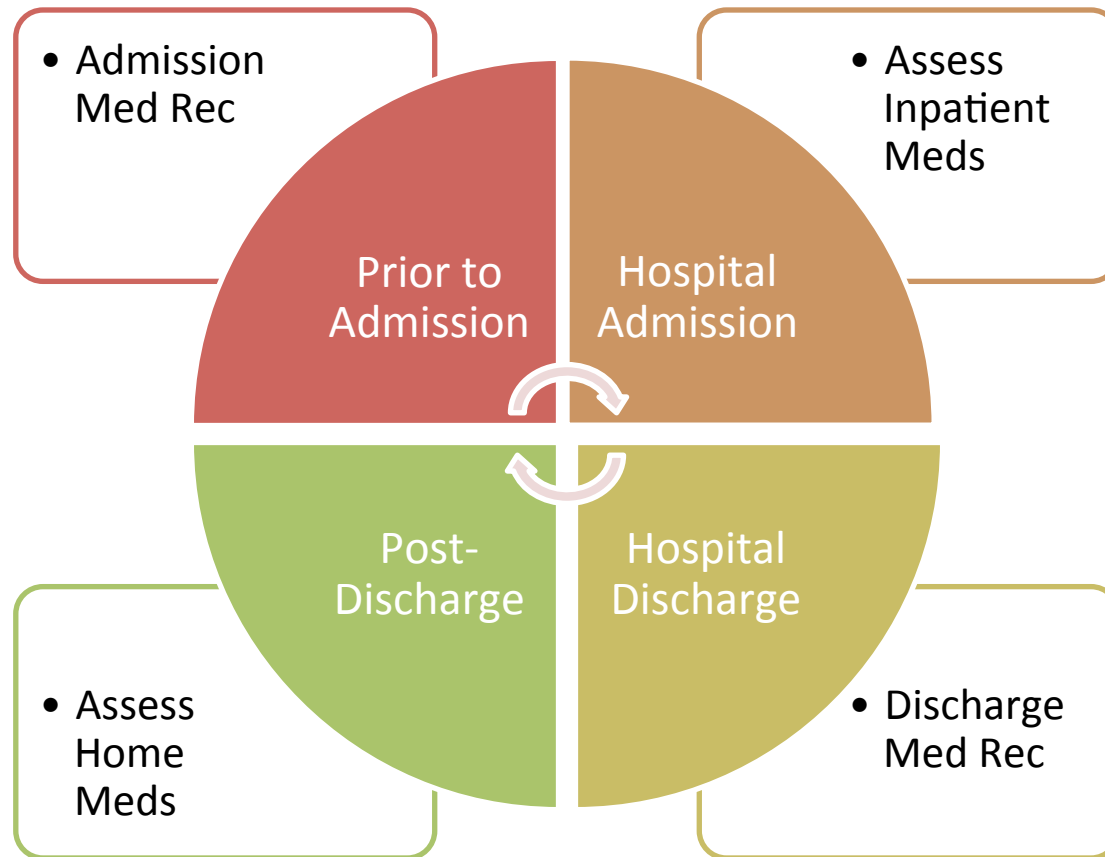 • Admission
Med Rec
• Assess
Inpatient
Meds
Prior to
Admission
Hospital
Admission
Post-
Discharge
Hospital
Discharge
• Assess
Home
Meds
• Discharge
Med Rec